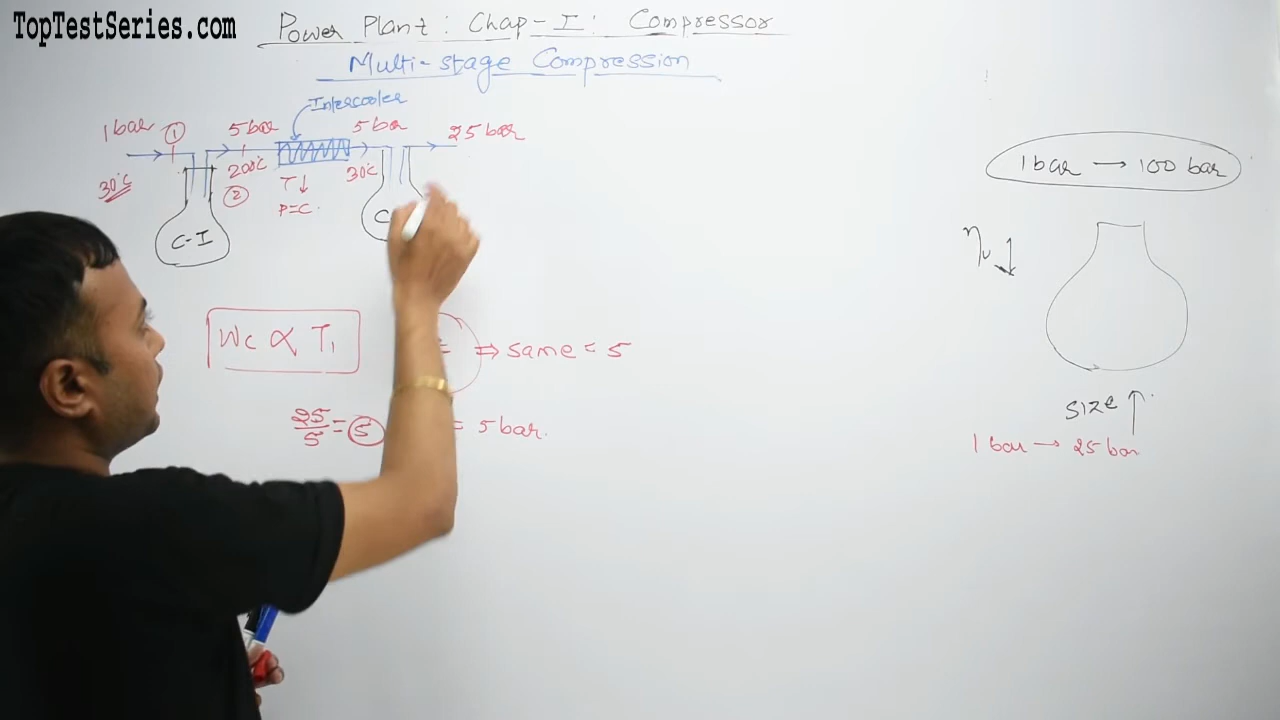 TopTestSeries.com
Power Plant : Chap-I : Compressor
Multi-stage Compression
Intercooler
1 bar ① 5 bar 5 bar 25 bar
30°C 200°C ② T↓ 30°C
P=C
C-I C
Wc ∝ T₁
⇒ same = 5
25/5 = 5 = 5 bar.
1 bar → 100 bar
ηv ↓
SIZE ↑
1 bar → 25 bar